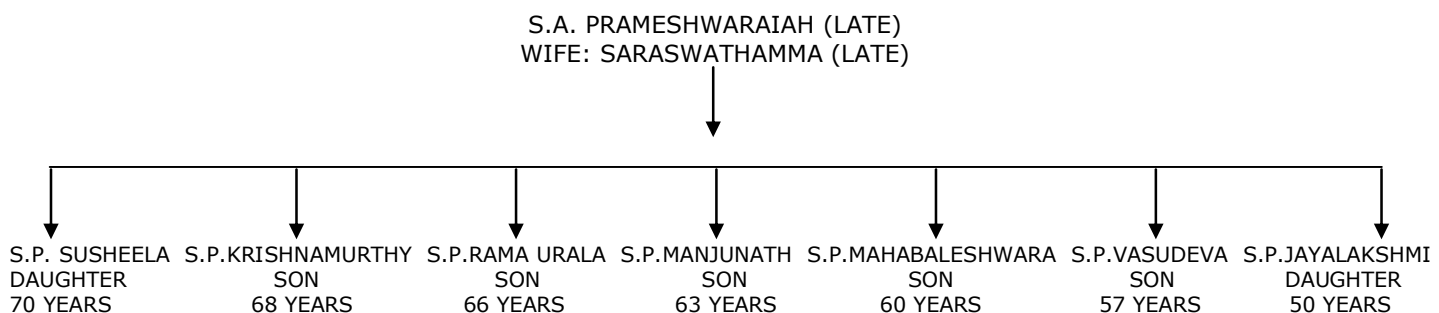 S.A. PRAMESHWARAIAH (LATE)
WIFE: SARASWATHAMMA (LATE)
S.P. SUSHEELA S.P.KRISHNAMURTHY S.P.RAMA URALA S.P.MANJUNATH S.P.MAHABALESHWARA S.P.VASUDEVA S.P.JAYALAKSHMI
DAUGHTER SON SON SON SON SON DAUGHTER
70 YEARS 68 YEARS 66 YEARS 63 YEARS 60 YEARS 57 YEARS 50 YEARS